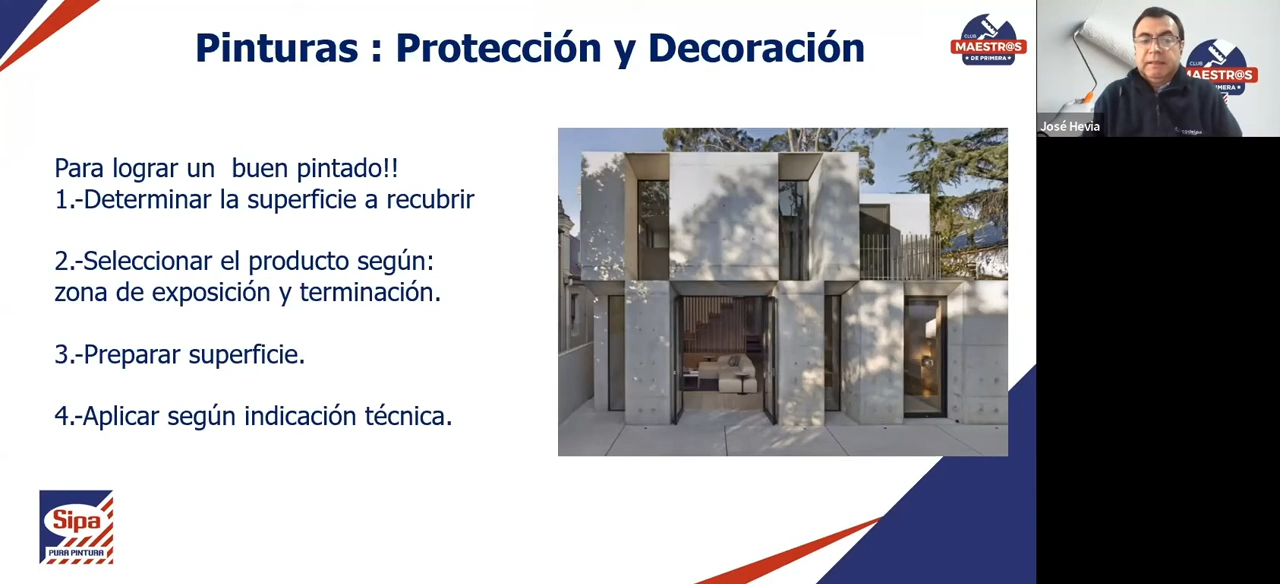 Pinturas : Protección y Decoración
CLUB
MAESTR@S
DE PRIMERA
José Hevia
Para lograr un  buen pintado!!
1.-Determinar la superficie a recubrir
2.-Seleccionar el producto según:
zona de exposición y terminación.
3.-Preparar superficie.
4.-Aplicar según indicación técnica.
Sipa
PURA PINTURA
CLUB
MAESTR@S